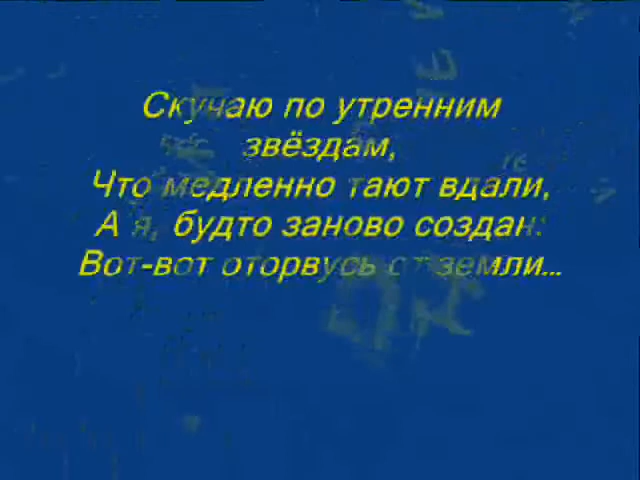 Скучаю по утренним
звёздам,
Что медленно тают вдали,
А я, будто заново создан:
Вот-вот оторвусь от земли...